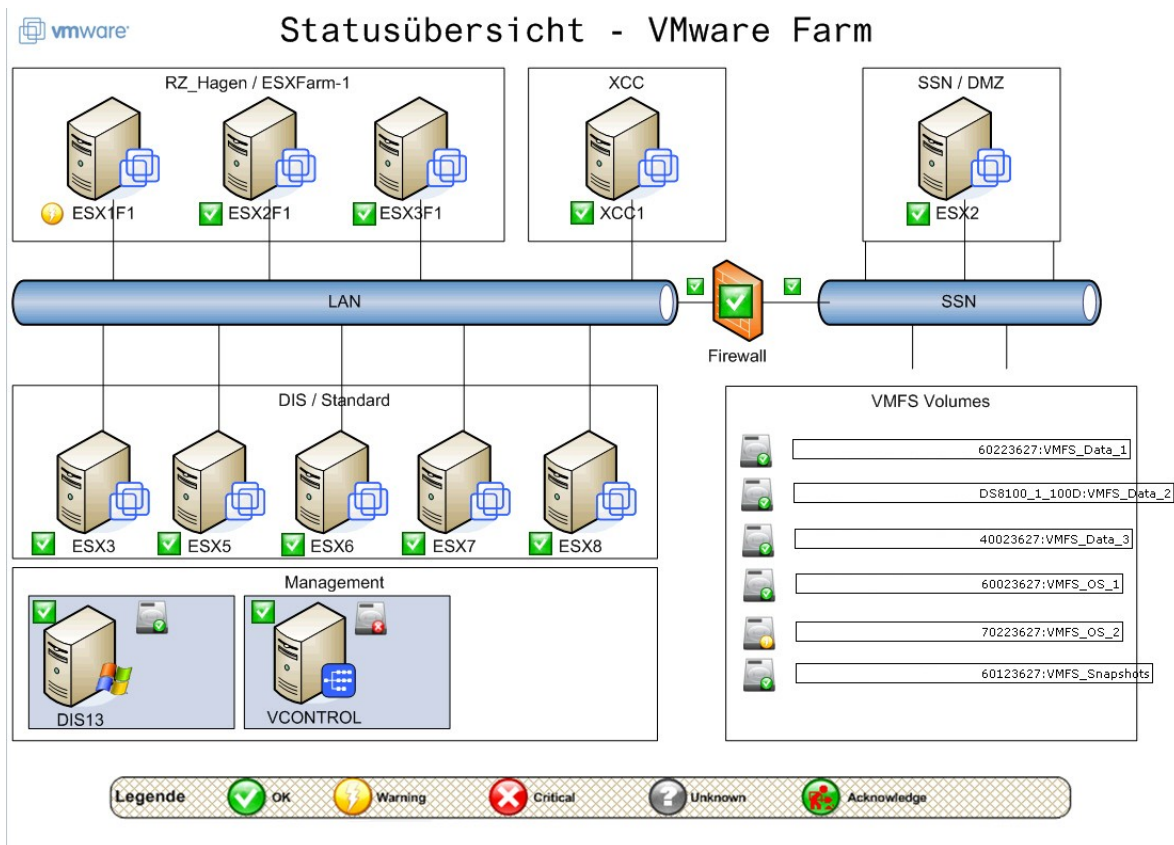 vmware
Statusübersicht - VMware Farm
RZ_Hagen / ESXFarm-1
ESX1F1
ESX2F1
ESX3F1
XCC
XCC1
SSN / DMZ
ESX2
LAN
Firewall
SSN
DIS / Standard
ESX3
ESX5
ESX6
ESX7
ESX8
VMFS Volumes
60223627:VMFS_Data_1
DS8100_1_100D:VMFS_Data_2
40023627:VMFS_Data_3
60023627:VMFS_OS_1
70223627:VMFS_OS_2
60123627:VMFS_Snapshots
Management
DIS13
VCONTROL
Legende
OK
Warning
Critical
Unknown
Acknowledge